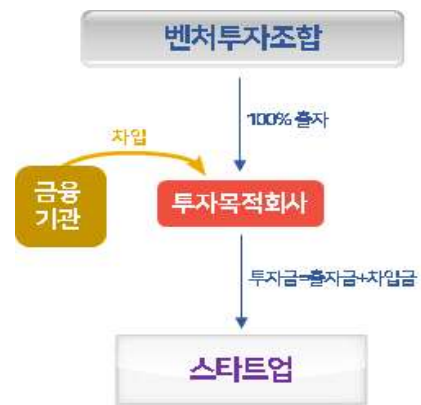 벤처투자조합
100% 출자
차입
금융
기관
투자목적회사
투자금=출자금+차입금
스타트업